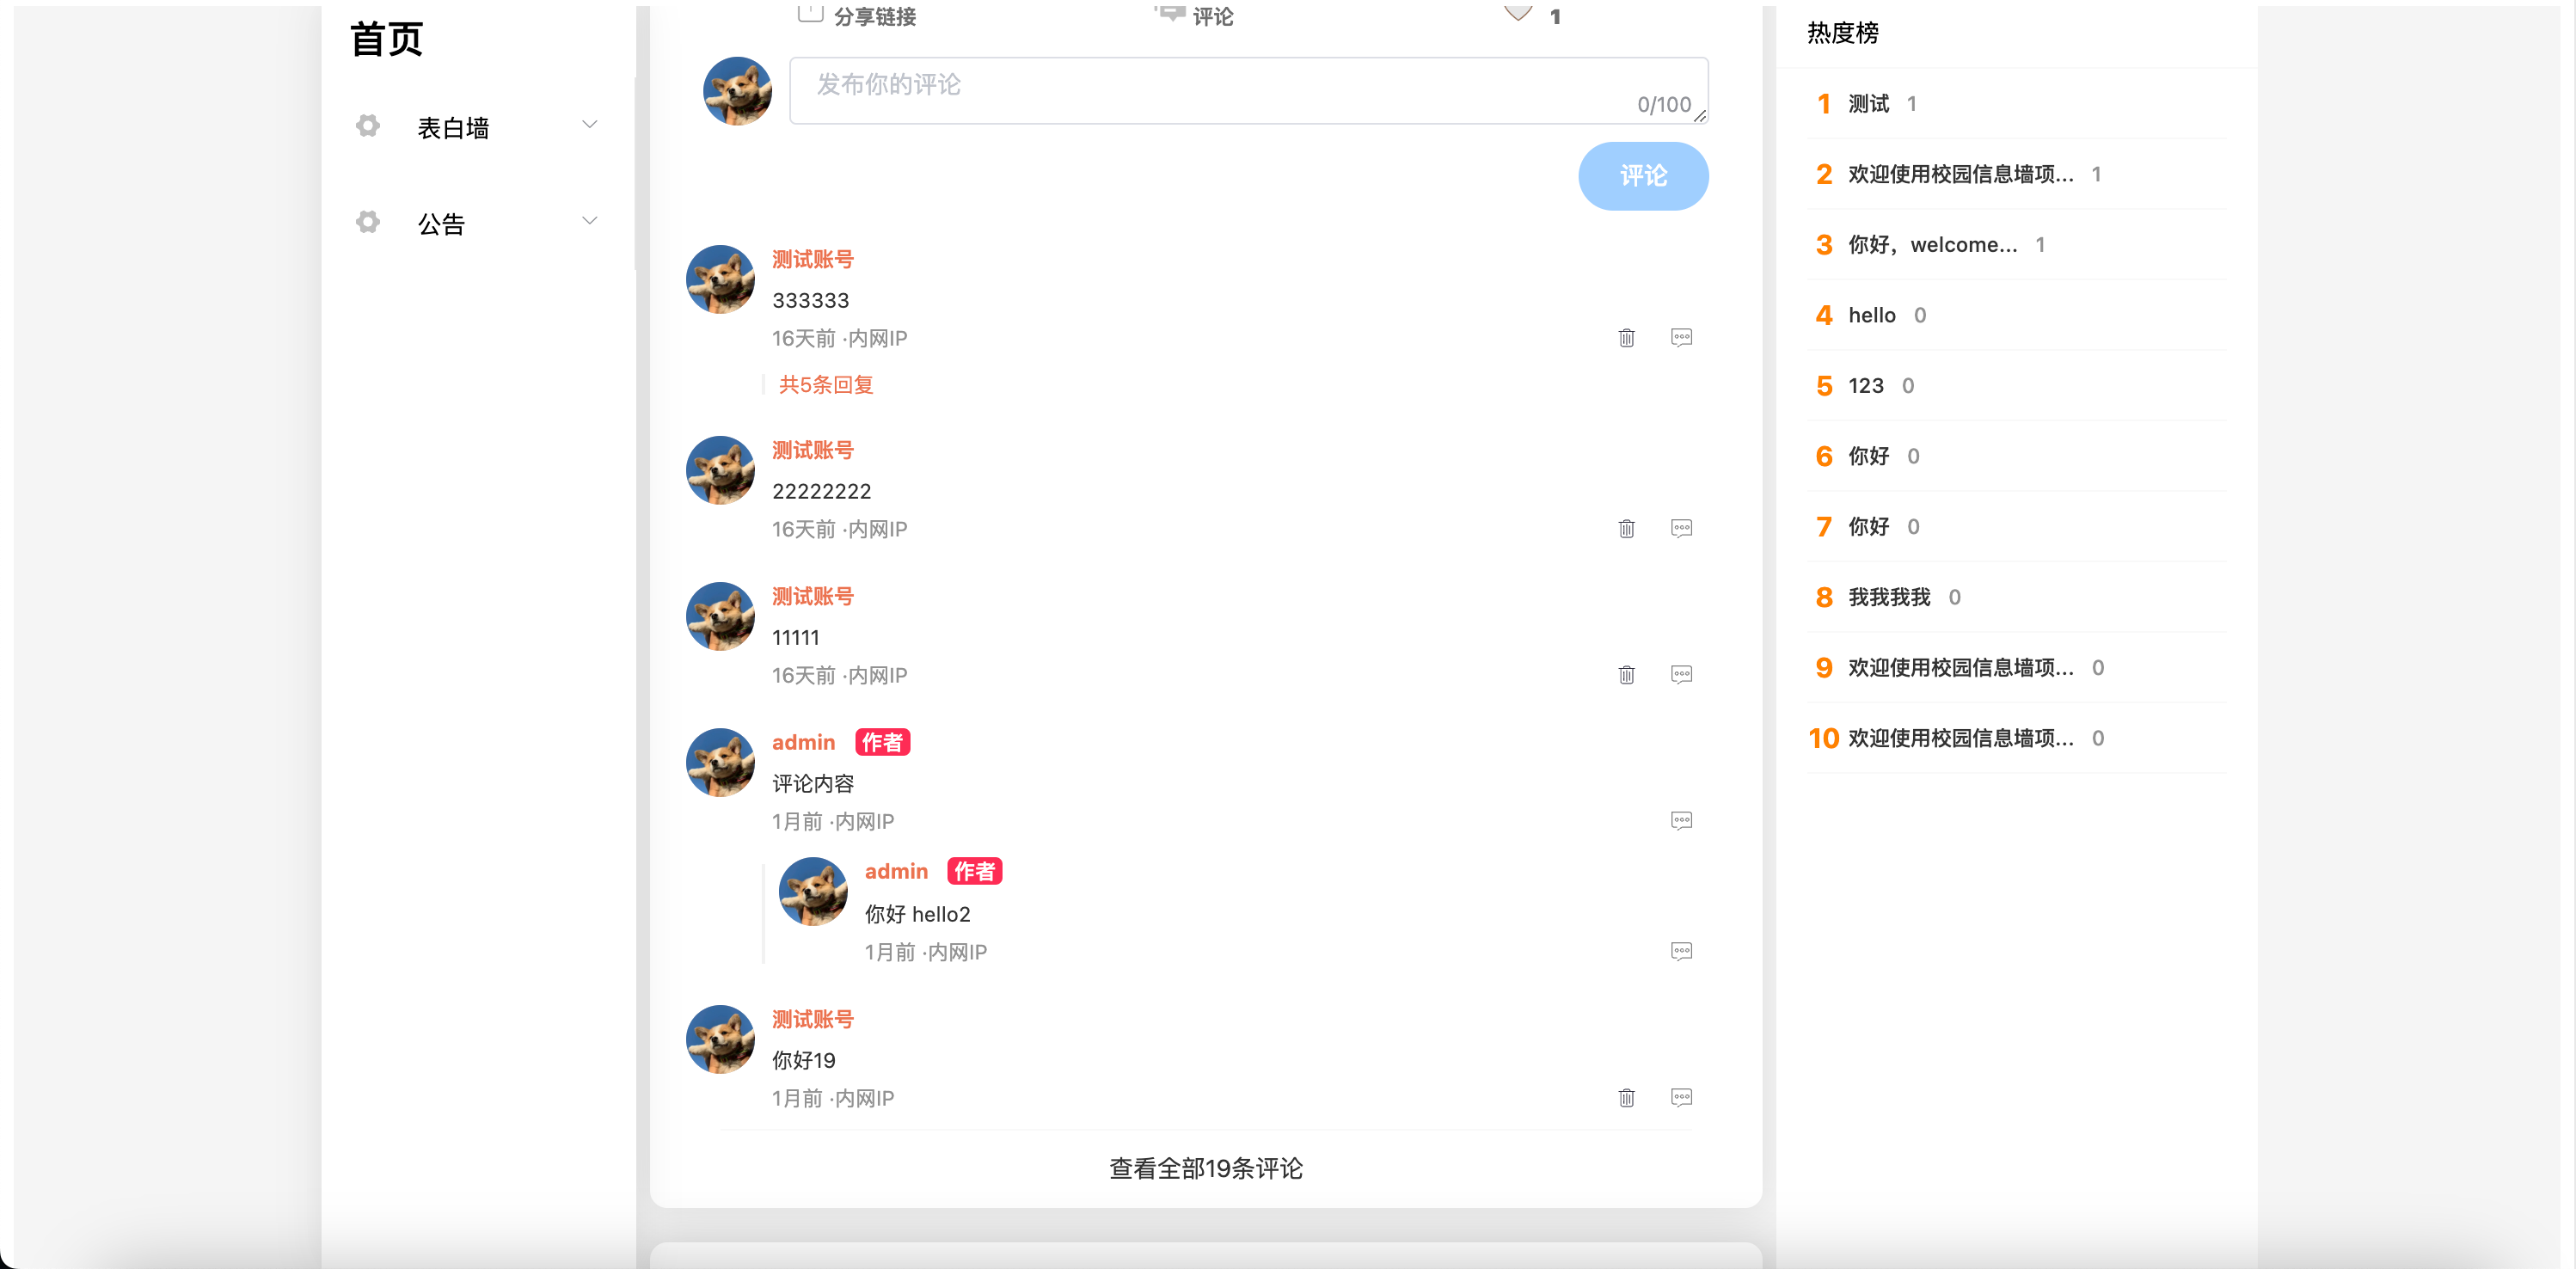 首页
表白墙
公告
分享链接
评论
1
发布你的评论
0/100
评论
测试账号
333333
16天前 ·内网IP
共5条回复
测试账号
22222222
16天前 ·内网IP
测试账号
11111
16天前 ·内网IP
admin 作者
评论内容
1月前 ·内网IP
admin 作者
你好 hello2
1月前 ·内网IP
测试账号
你好19
1月前 ·内网IP
查看全部19条评论
热度榜
1 测试 1
2 欢迎使用校园信息墙项... 1
3 你好，welcome... 1
4 hello 0
5 123 0
6 你好 0
7 你好 0
8 我我我我 0
9 欢迎使用校园信息墙项... 0
10 欢迎使用校园信息墙项... 0